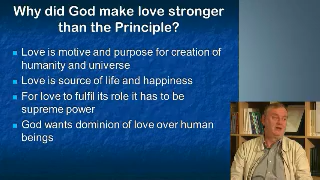 Why did God make love stronger
than the Principle?
Love is motive and purpose for creation of
humanity and universe
Love is source of life and happiness
For love to fulfil its role it has to be
supreme power
God wants dominion of love over human
beings